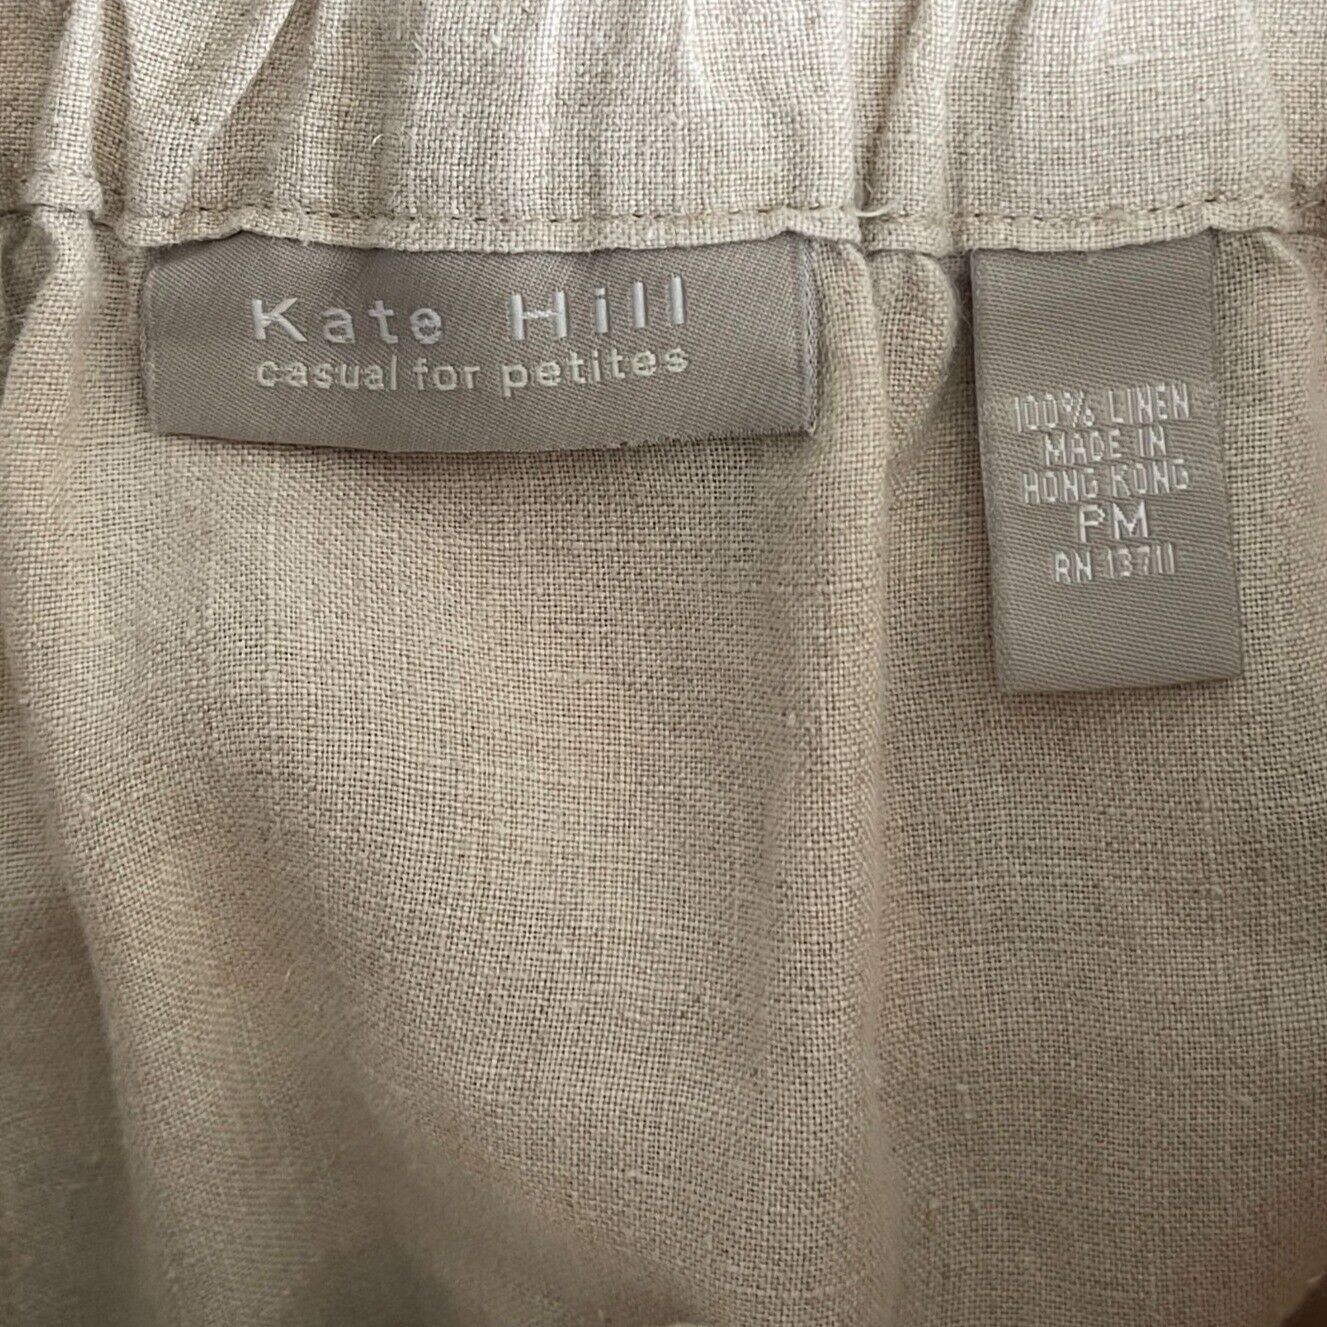 Kate Hill
casual for petites
100% LINEN
MADE IN
HONG KONG
PM
RN 13711